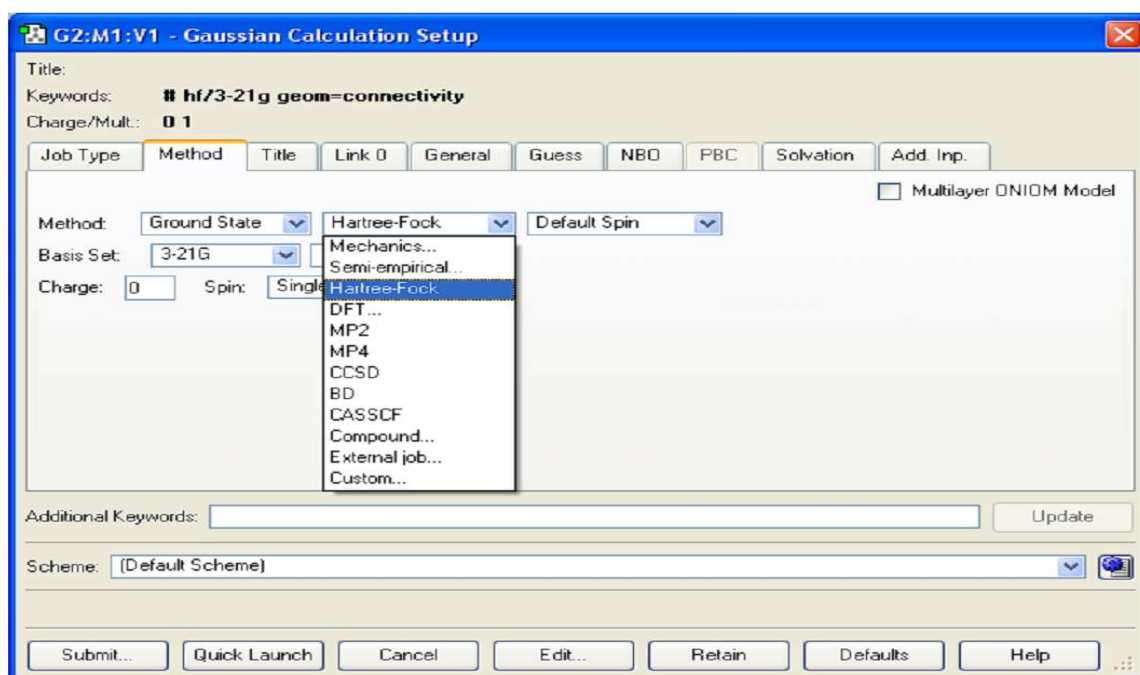 G2:M1:V1 - Gaussian Calculation Setup
Title:
Keywords: # hf/3-21g geom=connectivity
Charge/Mult.: 0 1
Job Type Method Title Link 0 General Guess NBO PBC Solvation Add. Inp.
Multilayer ONIOM Model
Method: Ground State Hartree-Fock Default Spin
Basis Set: 3-21G
Charge: 0 Spin: Singl
Mechanics...
Semi-empirical...
Hartree-Fock
DFT...
MP2
MP4
CCSD
BD
CASSCF
Compound...
External job...
Custom...
Additional Keywords: Update
Scheme: (Default Scheme)
Submit... Quick Launch Cancel Edit... Retain Defaults Help